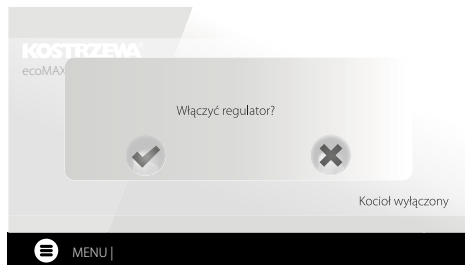 KOSTRZEWA
ecoMAX
Włączyć regulator?
Kocioł wyłączony
MENU |